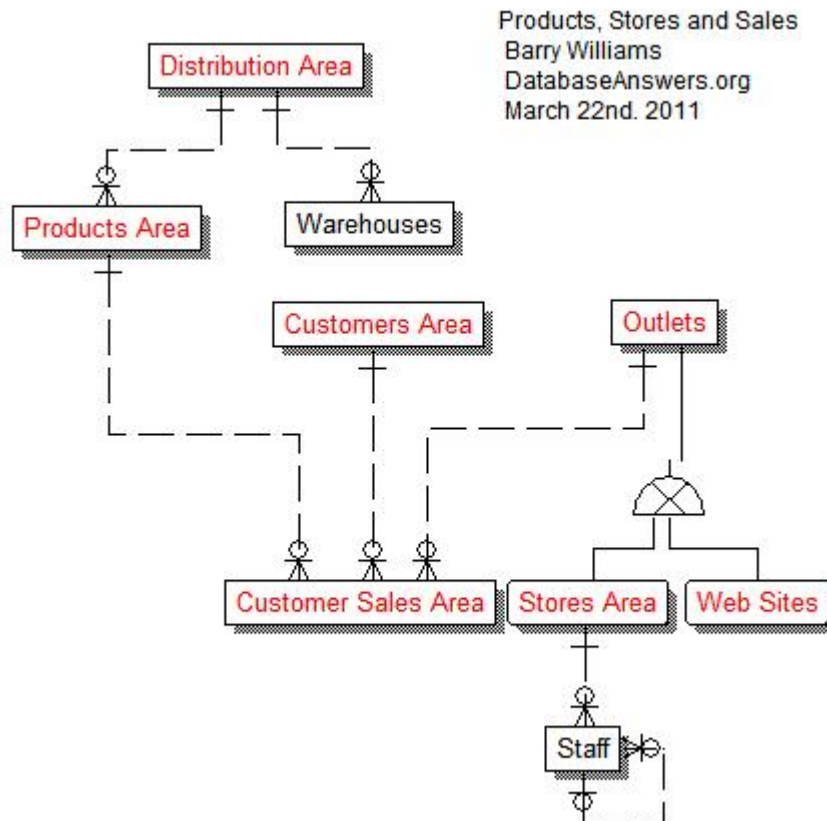 Products, Stores and Sales
Barry Williams
DatabaseAnswers.org
March 22nd. 2011
Distribution Area
Products Area
Warehouses
Customers Area
Outlets
Customer Sales Area
Stores Area
Web Sites
Staff